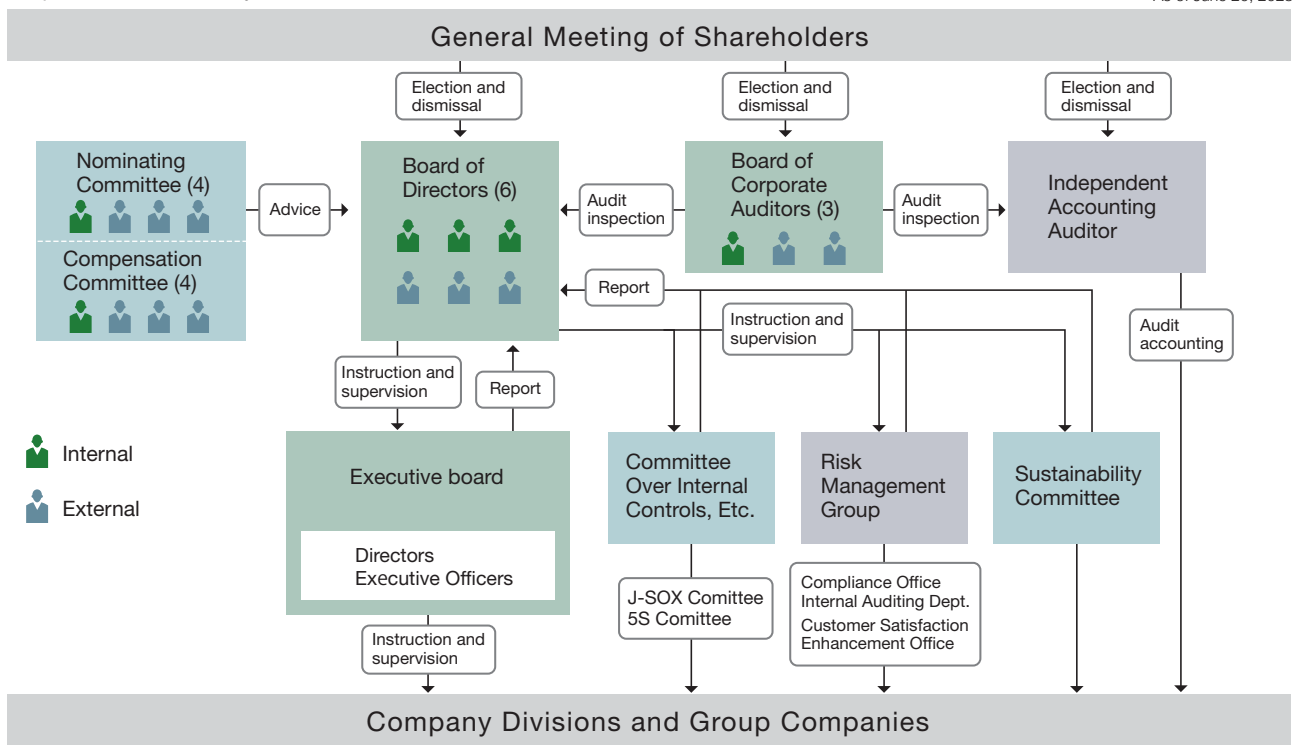 General Meeting of Shareholders
Election and
dismissal
Election and
dismissal
Election and
dismissal
Nominating
Committee (4)
Compensation
Committee (4)
Advice
Board of
Directors (6)
Audit
inspection
Board of
Corporate
Auditors (3)
Audit
inspection
Independent
Accounting
Auditor
Report
Instruction and
supervision
Audit
accounting
Instruction and
supervision
Report
Internal
External
Executive board
Directors
Executive Officers
Committee
Over Internal
Controls, Etc.
Risk
Management
Group
Sustainability
Committee
J-SOX Comittee
5S Comittee
Compliance Office
Internal Auditing Dept.
Customer Satisfaction
Enhancement Office
Instruction and
supervision
Company Divisions and Group Companies